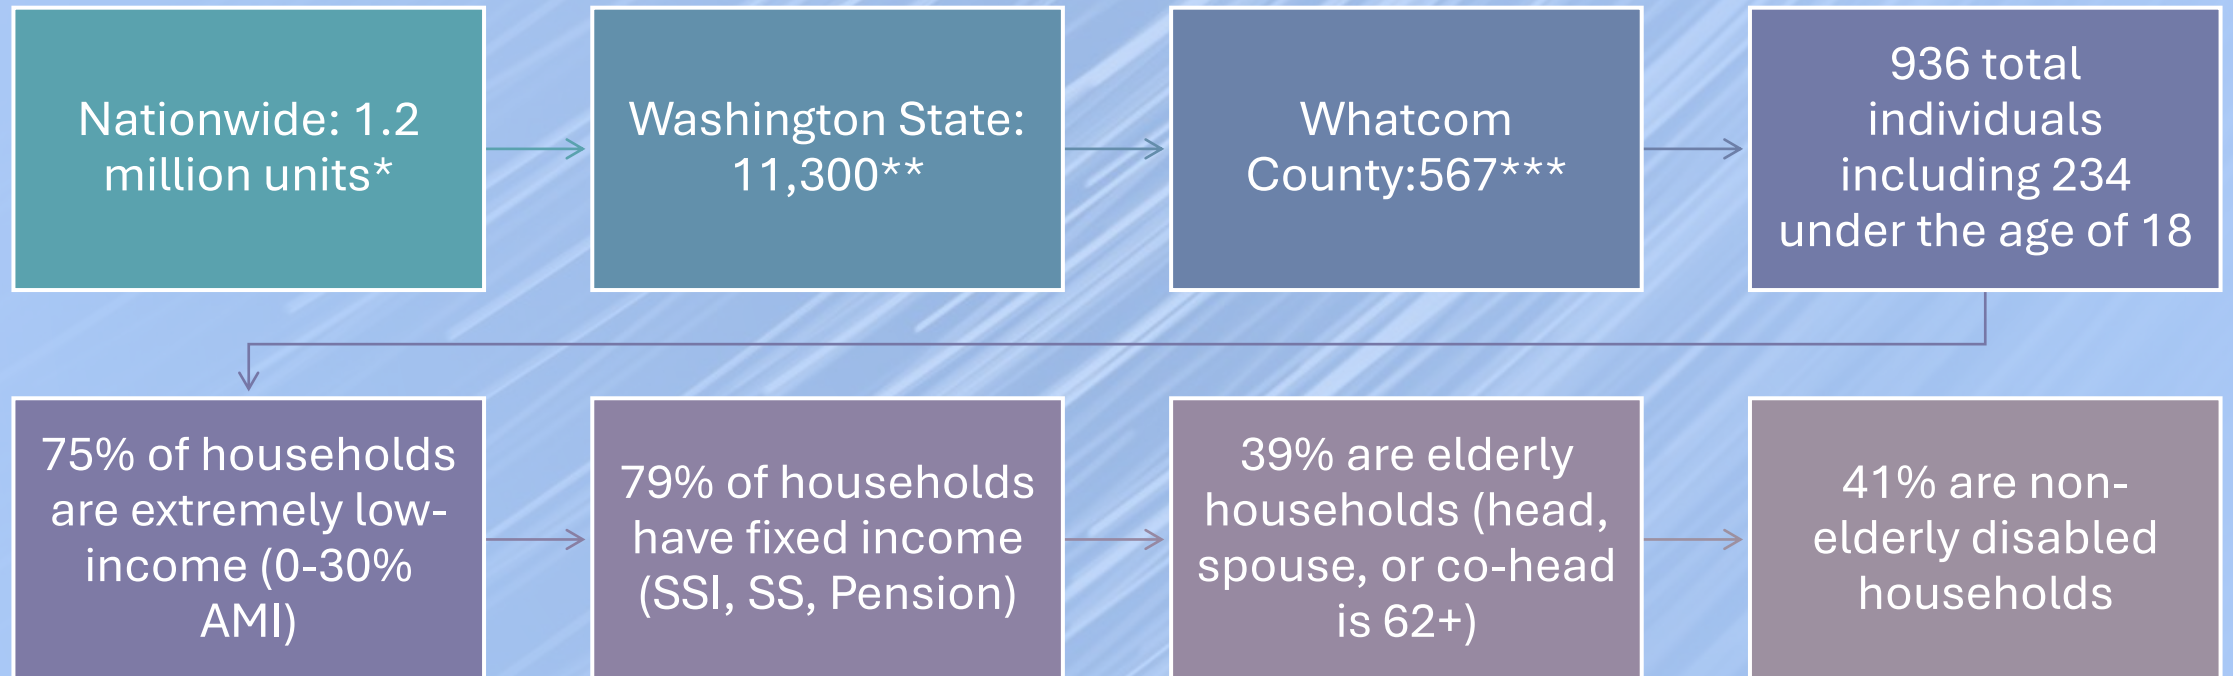 Nationwide: 1.2
million units*
Washington State:
11,300**
Whatcom
County:567***
936 total
individuals
including 234
under the age of 18
75% of households
are extremely low-
income (0-30%
AMI)
79% of households
have fixed income
(SSI, SS, Pension)
39% are elderly
households (head,
spouse, or co-head
is 62+)
41% are non-
elderly disabled
households